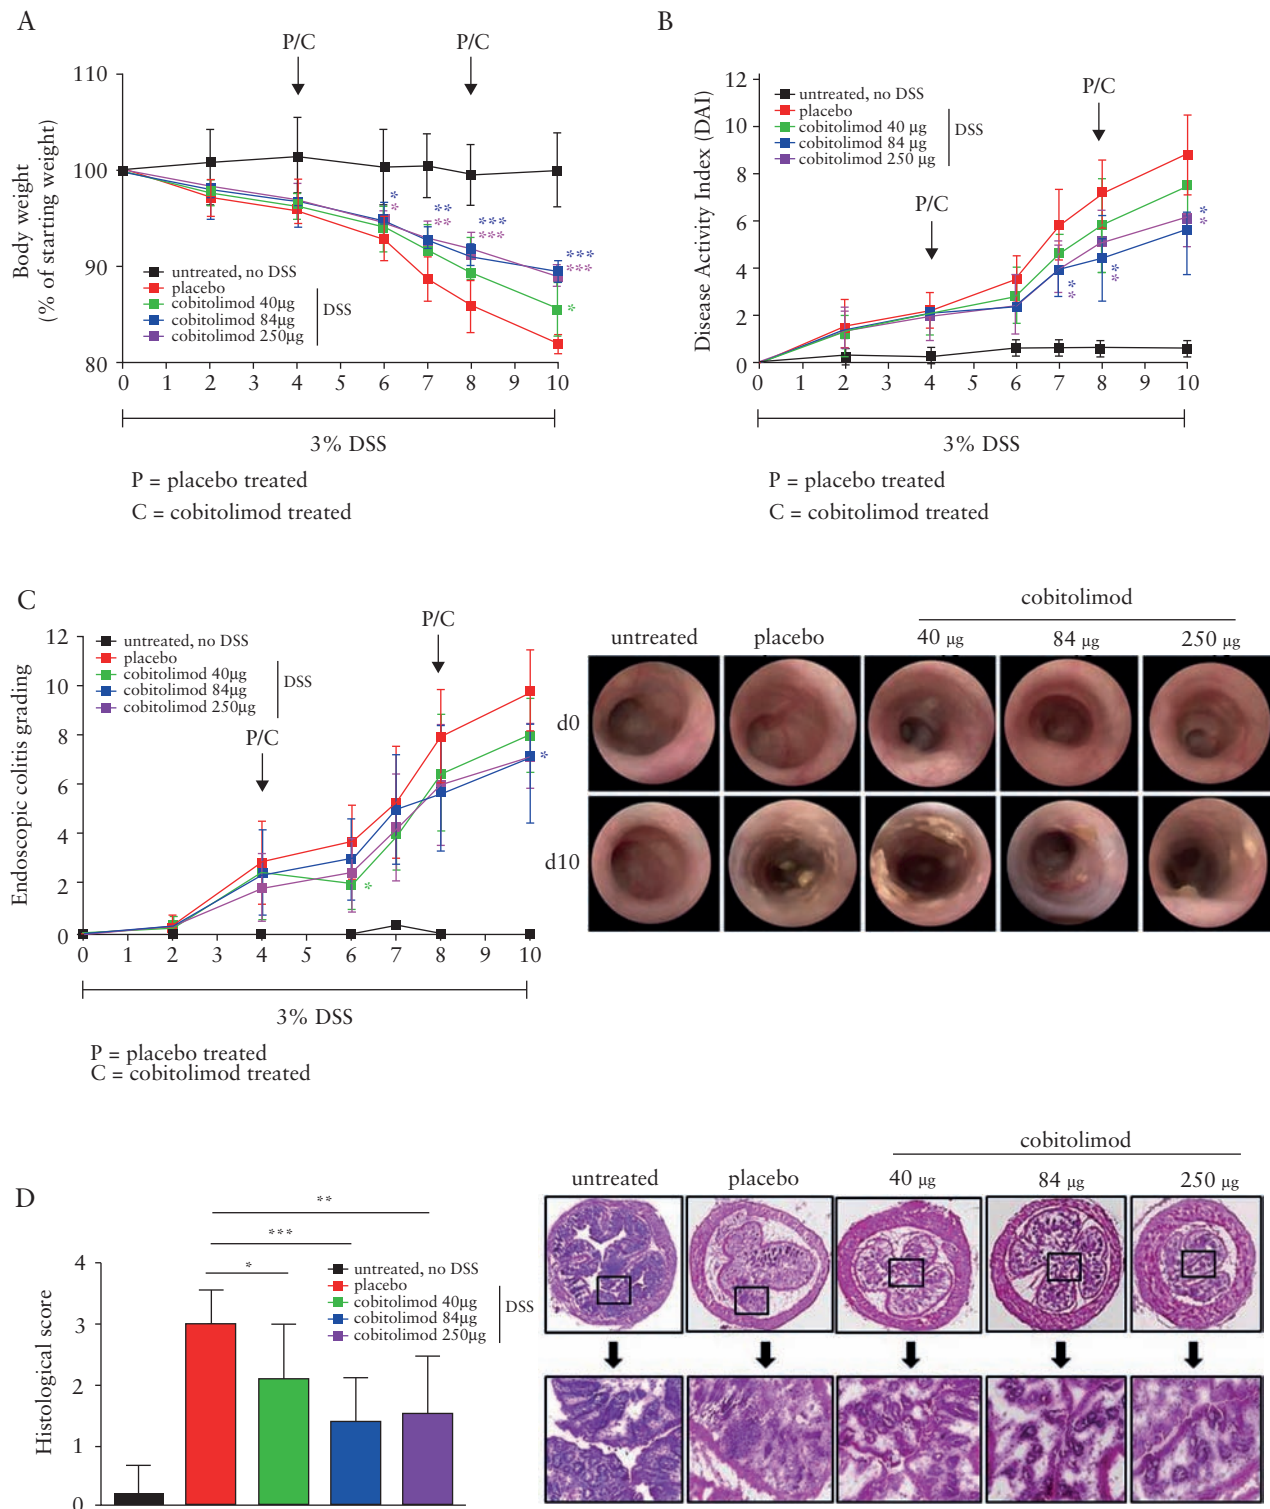 A
P/C
P/C
110
100
90
80
Body weight
(% of starting weight)
*
*
**
**
***
***
***
***
*
untreated, no DSS
placebo
cobitolimod 40µg
cobitolimod 84µg
cobitolimod 250µg
DSS
0 1 2 3 4 5 6 7 8 9 10
3% DSS
P = placebo treated
C = cobitolimod treated
B
12
10
8
6
4
2
0
Disease Activity Index (DAI)
untreated, no DSS
placebo
cobitolimod 40 µg
cobitolimod 84 µg
cobitolimod 250 µg
DSS
P/C
P/C
**
**
**
0 1 2 3 4 5 6 7 8 9 10
3% DSS
P = placebo treated
C = cobitolimod treated
C
12
10
8
6
4
2
0
Endoscopic colitis grading
untreated, no DSS
placebo
cobitolimod 40µg
cobitolimod 84µg
cobitolimod 250µg
DSS
P/C
P/C
*
*
0 1 2 3 4 5 6 7 8 9 10
3% DSS
P = placebo treated
C = cobitolimod treated
cobitolimod
untreated placebo 40 µg 84 µg 250 µg
d0
d10
D
4
3
2
1
0
Histological score
**
***
*
untreated, no DSS
placebo
cobitolimod 40µg
cobitolimod 84µg
cobitolimod 250µg
DSS
cobitolimod
untreated placebo 40 µg 84 µg 250 µg